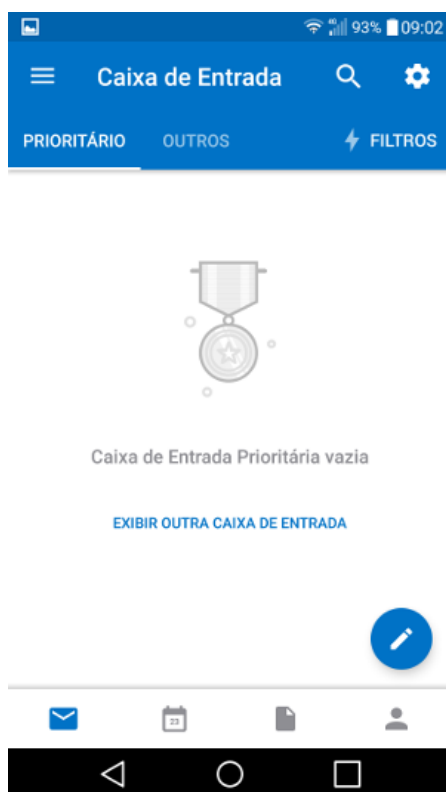 93% 09:02
Caixa de Entrada
PRIORITÁRIO OUTROS FILTROS
Caixa de Entrada Prioritária vazia
EXIBIR OUTRA CAIXA DE ENTRADA
23